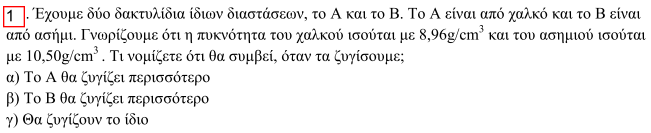 1. Έχουμε δύο δακτυλίδια ίδιων διαστάσεων, το Α και το Β. Το Α είναι από χαλκό και το Β είναι
από ασήμι. Γνωρίζουμε ότι η πυκνότητα του χαλκού ισούται με 8,96g/cm³ και του ασημιού ισούται
με 10,50g/cm³ . Τι νομίζετε ότι θα συμβεί, όταν τα ζυγίσουμε;
α) Το Α θα ζυγίζει περισσότερο
β) Το Β θα ζυγίζει περισσότερο
γ) Θα ζυγίζουν το ίδιο